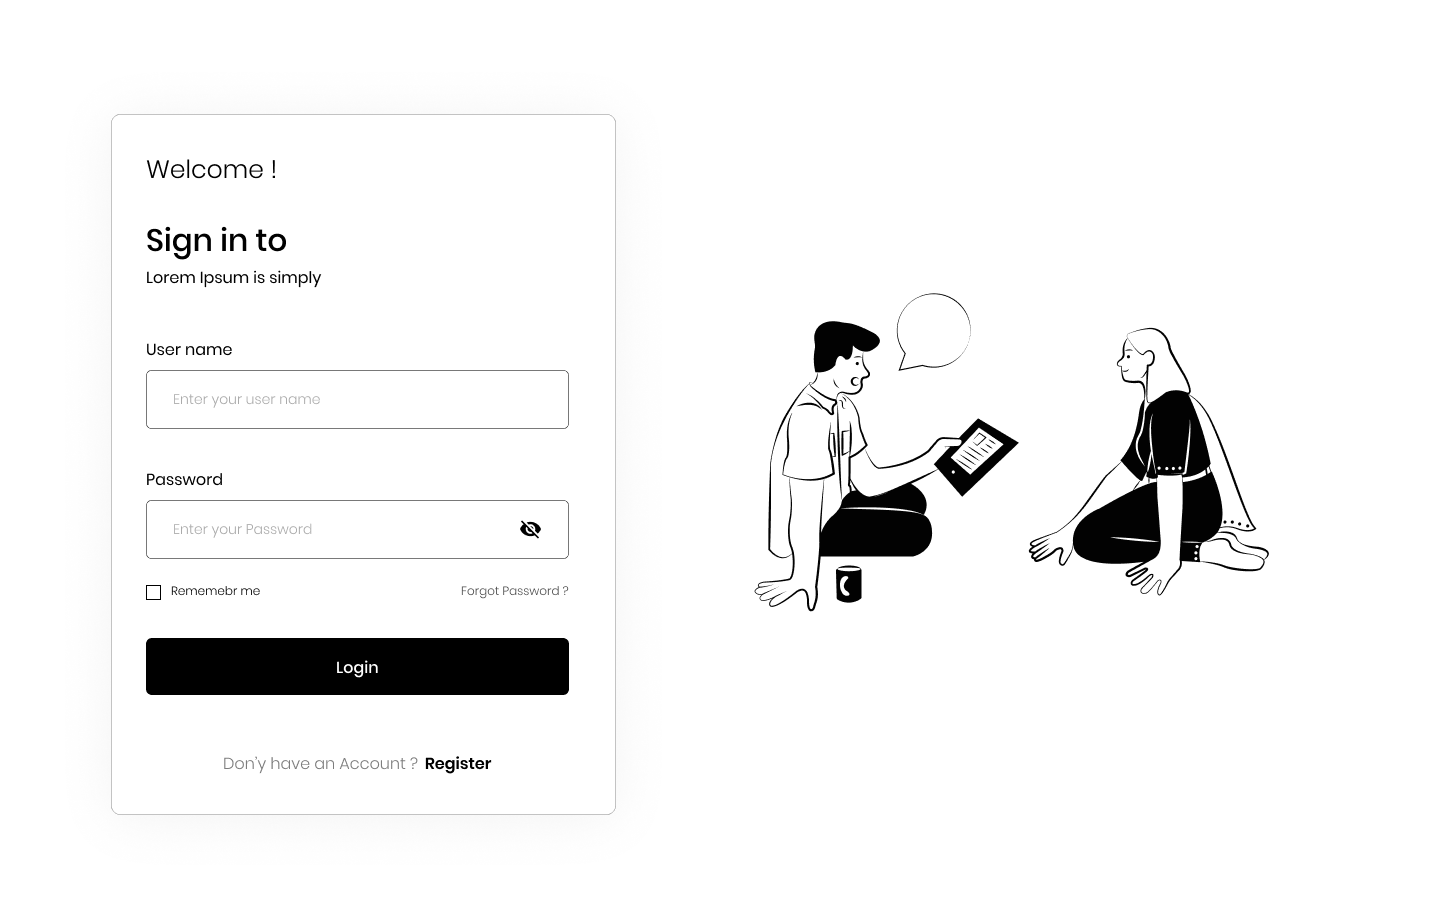 Welcome !
Sign in to
Lorem Ipsum is simply
User name
Enter your user name
Password
Enter your Password
Rememebr me
Forgot Password ?
Login
Don'y have an Account ? Register